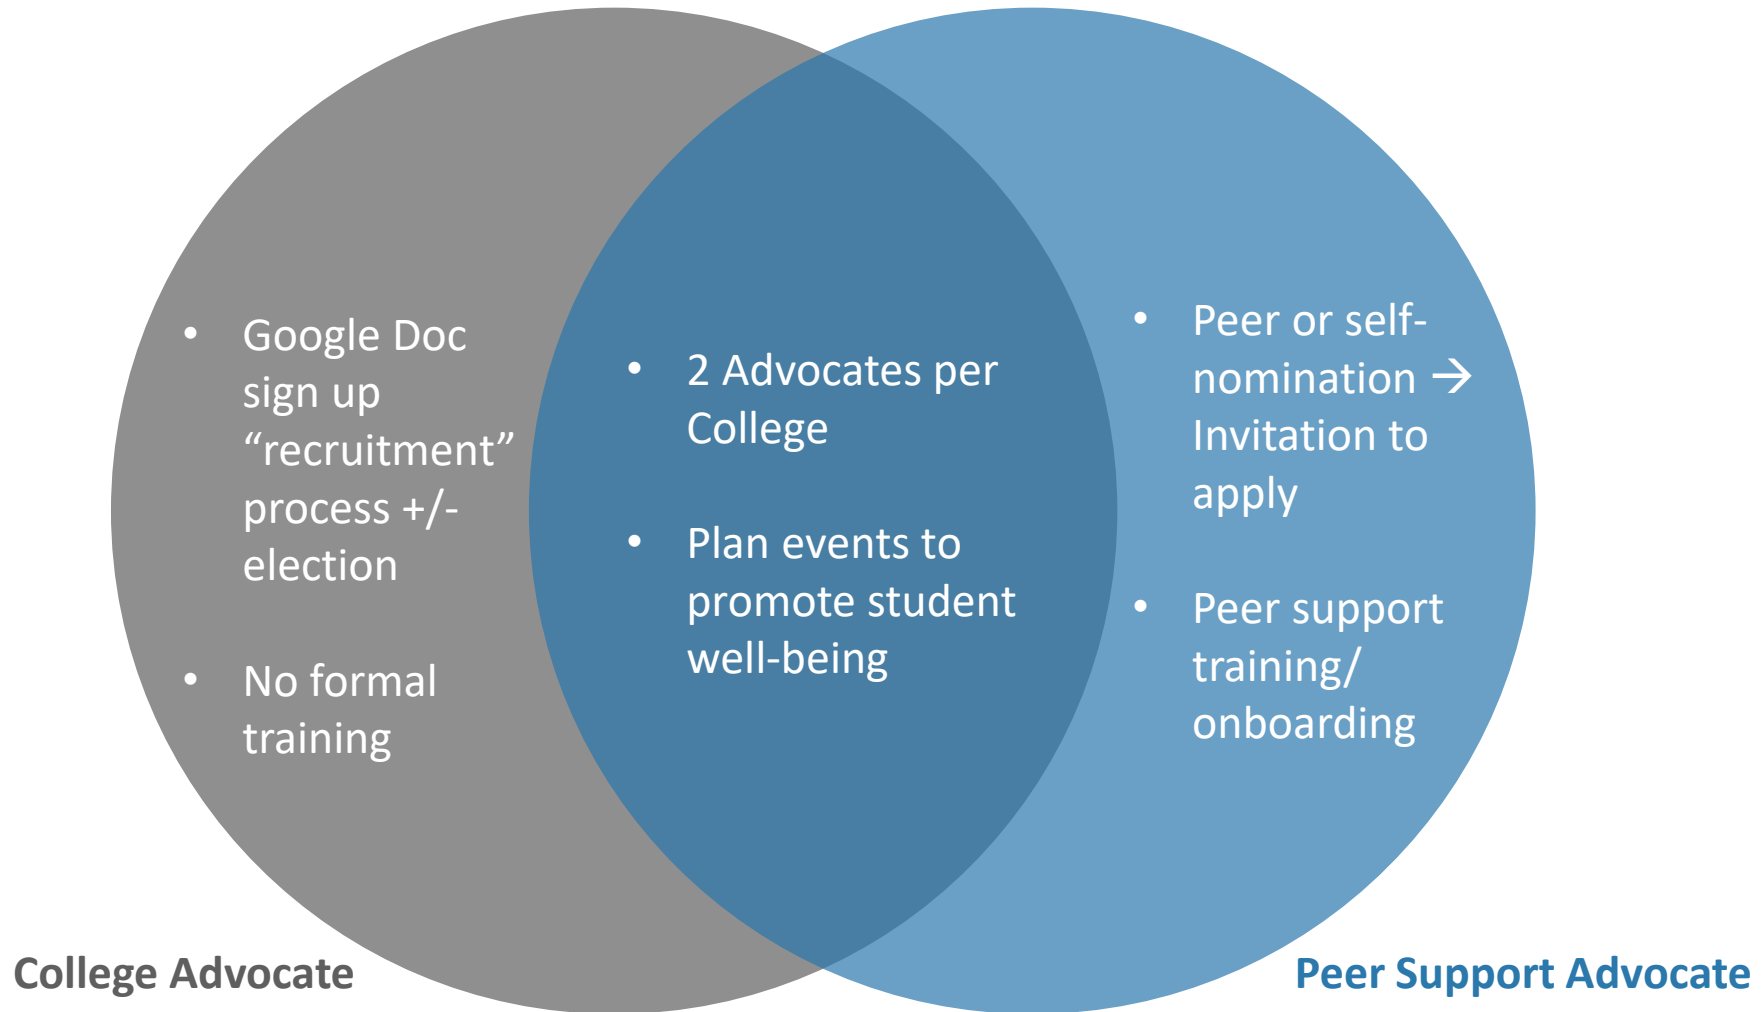 • Google Doc
sign up
“recruitment”
process +/-
election
• No formal
training
• 2 Advocates per
College
• Plan events to
promote student
well-being
• Peer or self-
nomination →
Invitation to
apply
• Peer support
training/
onboarding
College Advocate
Peer Support Advocate